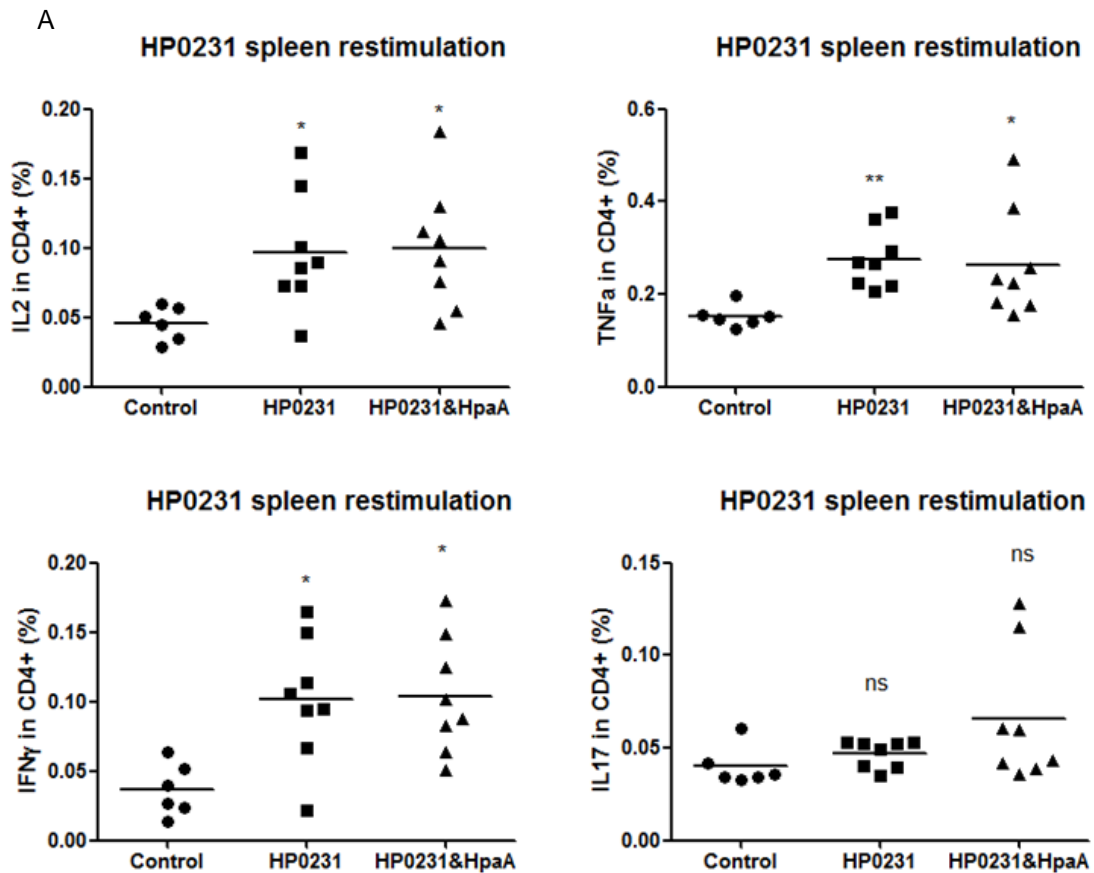 A
HP0231 spleen restimulation
IL2 in CD4+ (%)
0.20
0.15
0.10
0.05
0.00
*
*
Control
HP0231
HP0231&HpaA
HP0231 spleen restimulation
TNFa in CD4+ (%)
0.6
0.4
0.2
0.0
**
*
Control
HP0231
HP0231&HpaA
HP0231 spleen restimulation
IFNγ in CD4+ (%)
0.20
0.15
0.10
0.05
0.00
*
*
Control
HP0231
HP0231&HpaA
HP0231 spleen restimulation
IL17 in CD4+ (%)
0.15
0.10
0.05
0.00
ns
ns
Control
HP0231
HP0231&HpaA